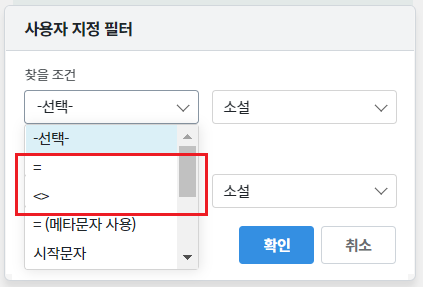 사용자 지정 필터
찾을 조건
-선택-
소설
-선택-
=
<>
소설
= (메타문자 사용)
시작문자
확인
취소